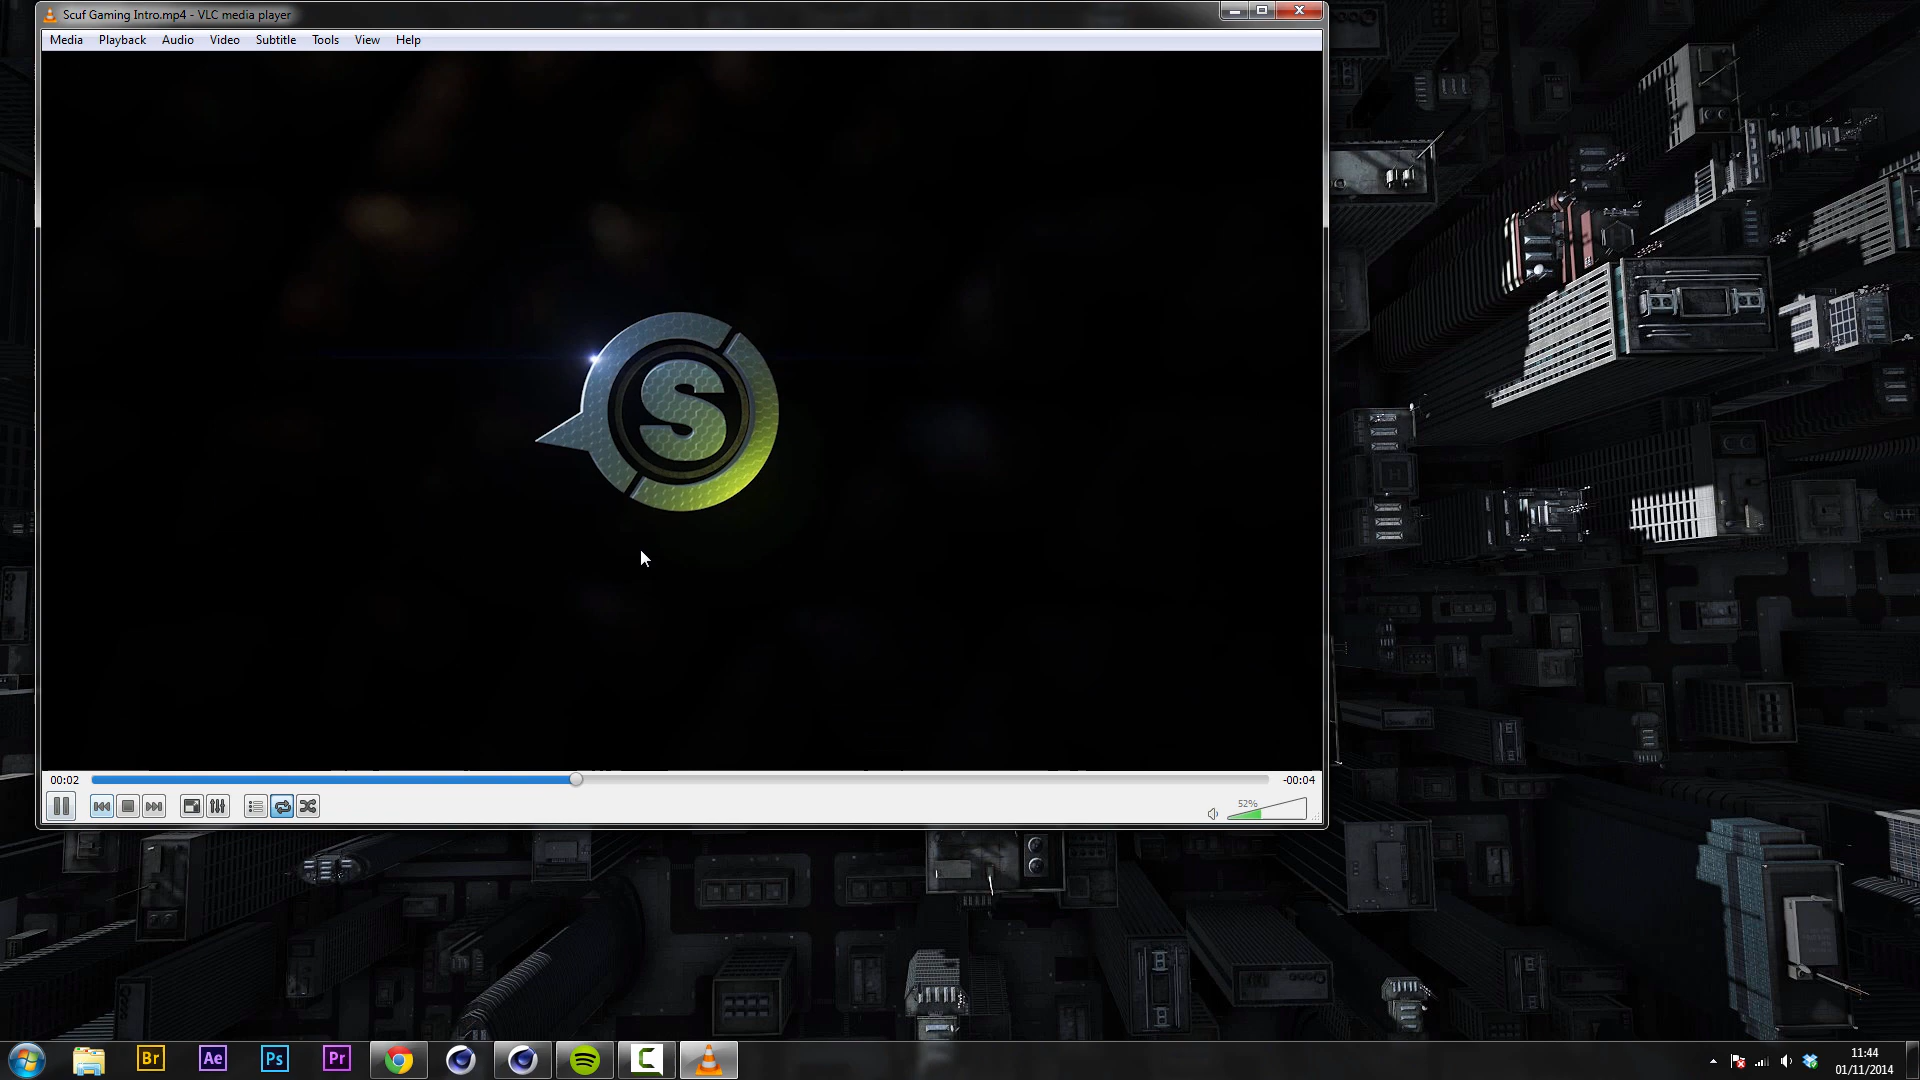 Scuf Gaming Intro.mp4 - VLC media player
Media Playback Audio Video Subtitle Tools View Help
S
00:02
-00:04
52%
Br
Ae
Ps
Pr
11:44
01/11/2014